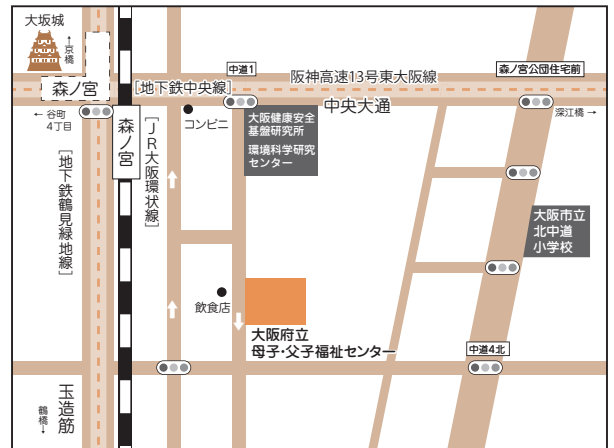 大坂城
→京橋
森ノ宮
← 谷町
4丁目
[地下鉄中央線]
中道1
阪神高速13号東大阪線
森ノ宮公団住宅前
中央大通
深江橋 →
コンビニ
森ノ宮
[JR大阪環状線]
[地下鉄鶴見緑地線]
大阪健康安全
基盤研究所
環境科学研究
センター
大阪市立
北中道
小学校
飲食店
大阪府立
母子・父子福祉センター
中道4北
玉造筋
鶴橋→